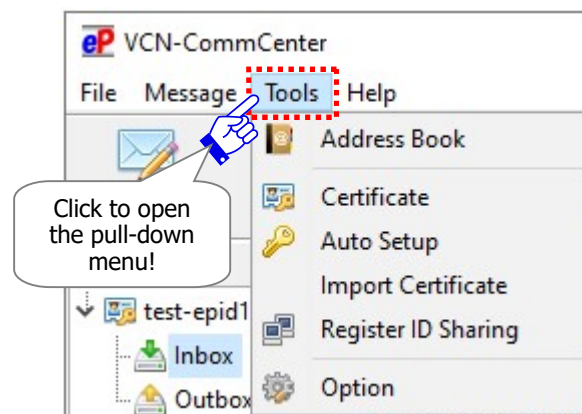 eP VCN-CommCenter
File Message Tools Help
Address Book
Click to open
the pull-down
menu!
Certificate
Auto Setup
Import Certificate
Register ID Sharing
Option
test-epid1
Inbox
Outbox